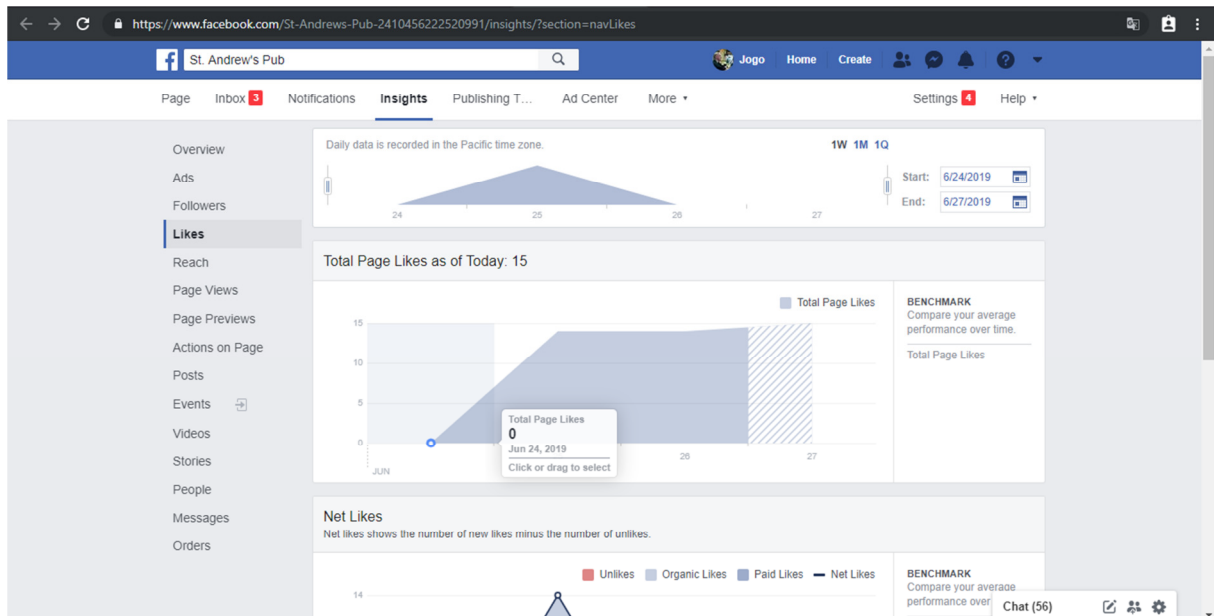 https://www.facebook.com/St-Andrews-Pub-2410456222520991/insights/?section=navLikes
St. Andrew's Pub
Jogo Home Create
Page Inbox 3 Notifications Insights Publishing T... Ad Center More Settings 4 Help
Overview
Ads
Followers
Likes
Reach
Page Views
Page Previews
Actions on Page
Posts
Events
Videos
Stories
People
Messages
Orders
Daily data is recorded in the Pacific time zone.
1W 1M 1Q
Start: 6/24/2019
End: 6/27/2019
24 25 26 27
Total Page Likes as of Today: 15
Total Page Likes
15
10
5
0
JUN
26 27
Total Page Likes
0
Jun 24, 2019
Click or drag to select
BENCHMARK
Compare your average
performance over time.
Total Page Likes
Net Likes
Net likes shows the number of new likes minus the number of unlikes.
Unlikes Organic Likes Paid Likes Net Likes
14
BENCHMARK
Compare your average
performance over
Chat (56)